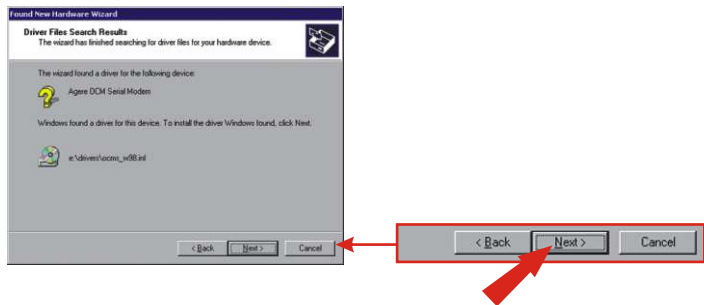 Found New Hardware Wizard
Driver Files Search Results
The wizard has finished searching for driver files for your hardware device.
The wizard found a driver for the following device:
Agere OCM Serial Modem
Windows found a driver for this device. To install the driver Windows found, click Next.
e:\drivers\ocms_w98.inf
< Back Next > Cancel
< Back Next > Cancel